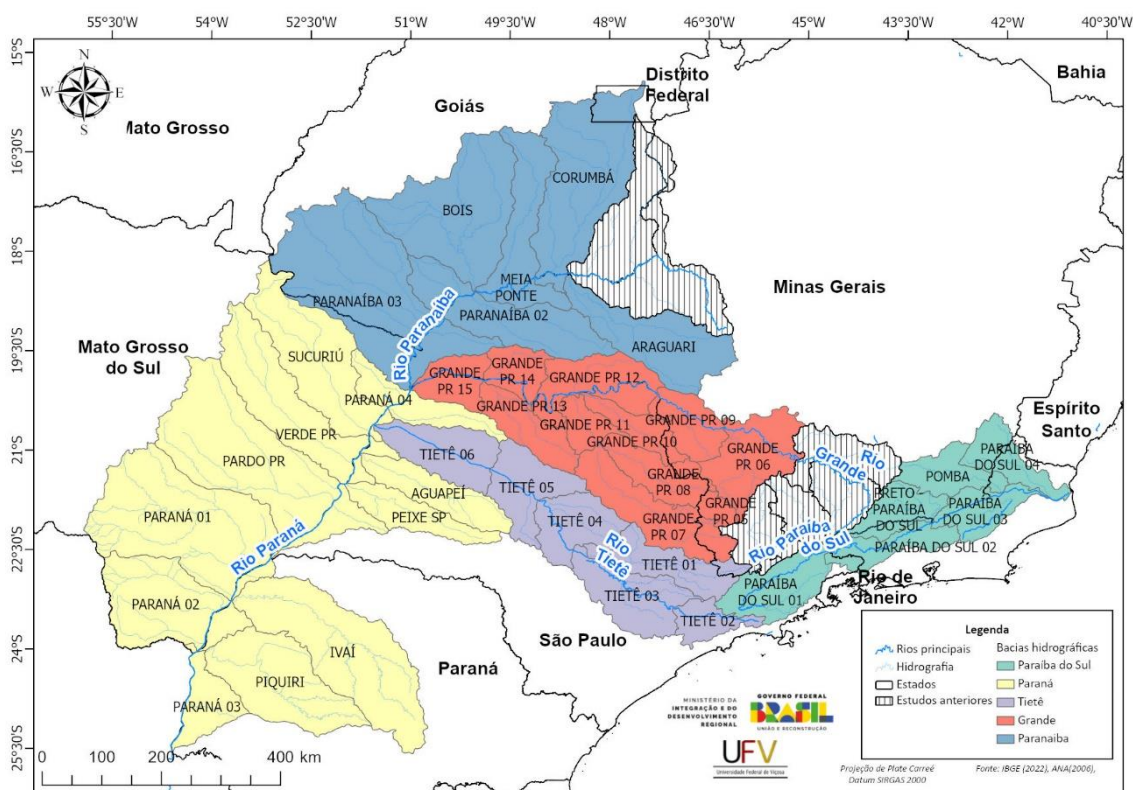 55°30'S
54°W
52°30'S
51°W
49°30'S
48°W
46°30'S
45°W
43°30'S
42°W
40°30'S
15°S
16°30'S
18°S
19°30'S
21°S
22°30'S
24°S
25°30'S
N
W
E
S
Mato Grosso
Goiás
Distrito
Federal
Bahia
Minas Gerais
Espírito
Santo
Mato Grosso
do Sul
São Paulo
Rio de
Janeiro
Paraná
CORUMBÁ
BOIS
MEIA
PONTE
PARANAÍBA 03
PARANAÍBA 02
ARAGUARI
Rio Paranaíba
SUCURIÚ
PARANÁ 04
VERDE PR
PARDO PR
PARANÁ 01
AGUAPEÍ
PEIXE SP
Rio Paraná
PARANÁ 02
IVAÍ
PIQUIRI
PARANÁ 03
GRANDE
PR 15
GRANDE
PR 14
GRANDE PR 12
GRANDE PR 13
GRANDE PR 11
GRANDE PR 10
GRANDE PR 09
GRANDE
PR 06
GRANDE
PR 08
GRANDE
PR 05
GRANDE
PR 07
Rio
Grande
TIETÊ 06
TIETÊ 05
TIETÊ 04
Rio
Tietê
TIETÊ 01
TIETÊ 03
TIETÊ 02
PARAÍBA
DO SUL 04
POMBA
PRETO -
PARAÍBA
DO SUL
PARAÍBA
DO SUL 03
PARAÍBA DO SUL 02
PARAÍBA
DO SUL 01
Rio Paraíba
do Sul
0 100 200 400 km
Legenda
Rios principais
Hidrografia
Estados
Estudos anteriores
Bacias hidrográficas
Paraíba do Sul
Paraná
Tietê
Grande
Paranaiba
MINISTÉRIO DA
INTEGRAÇÃO E DO
DESENVOLVIMENTO
REGIONAL
GOVERNO FEDERAL
BRASIL
UNIÃO E RECONSTRUÇÃO
UFV
Universidade Federal de Viçosa
Projeção de Plate Carreé
Datum SIRGAS 2000
Fonte: IBGE (2022), ANA(2006),